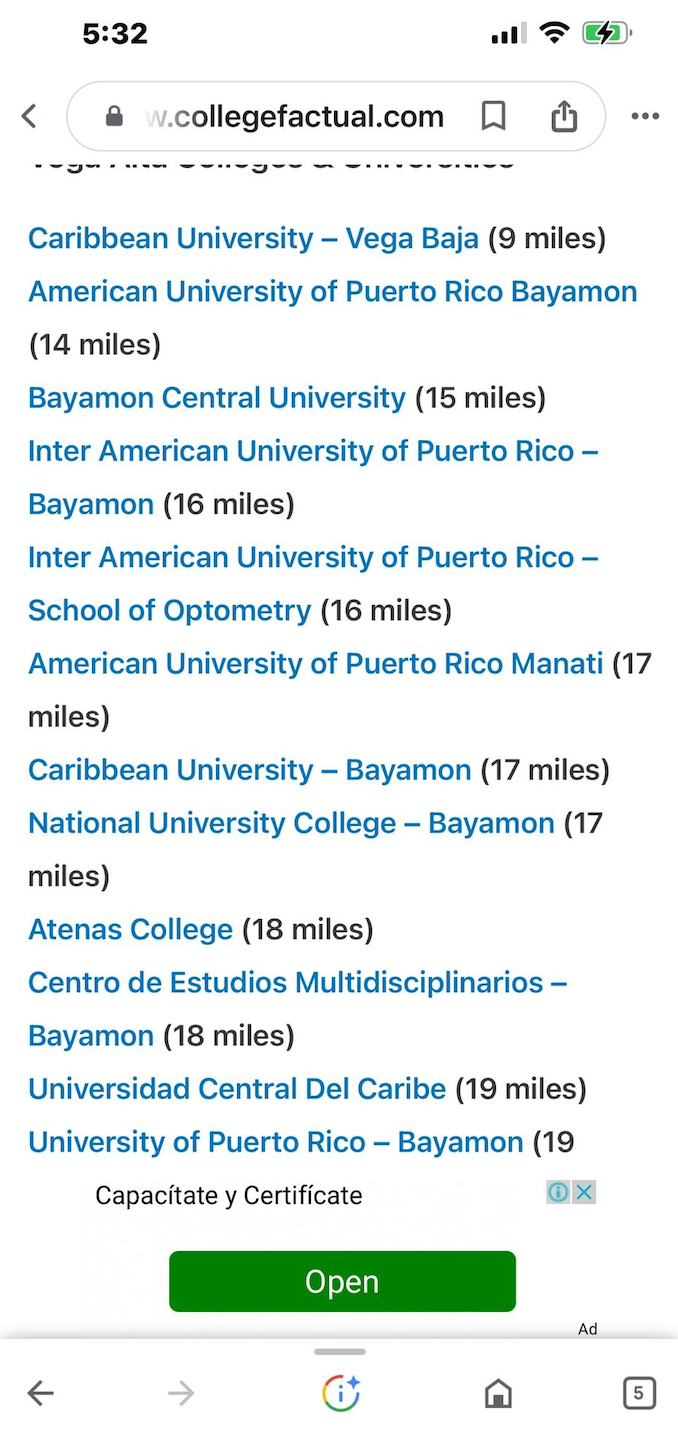 5:32
w.collegefactual.com
Vega Alta Colleges & Universities
Caribbean University – Vega Baja (9 miles)
American University of Puerto Rico Bayamon
(14 miles)
Bayamon Central University (15 miles)
Inter American University of Puerto Rico –
Bayamon (16 miles)
Inter American University of Puerto Rico –
School of Optometry (16 miles)
American University of Puerto Rico Manati (17
miles)
Caribbean University – Bayamon (17 miles)
National University College – Bayamon (17
miles)
Atenas College (18 miles)
Centro de Estudios Multidisciplinarios –
Bayamon (18 miles)
Universidad Central Del Caribe (19 miles)
University of Puerto Rico – Bayamon (19
Capacítate y Certifícate
Open
Ad
5